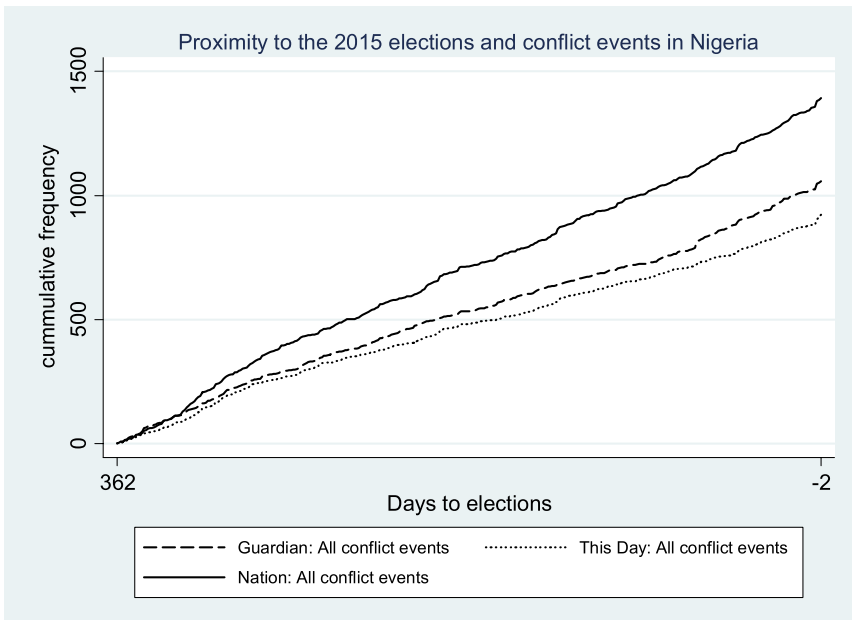 Proximity to the 2015 elections and conflict events in Nigeria
1500
1000
500
0
cummulative frequency
362
-2
Days to elections
Guardian: All conflict events
This Day: All conflict events
Nation: All conflict events